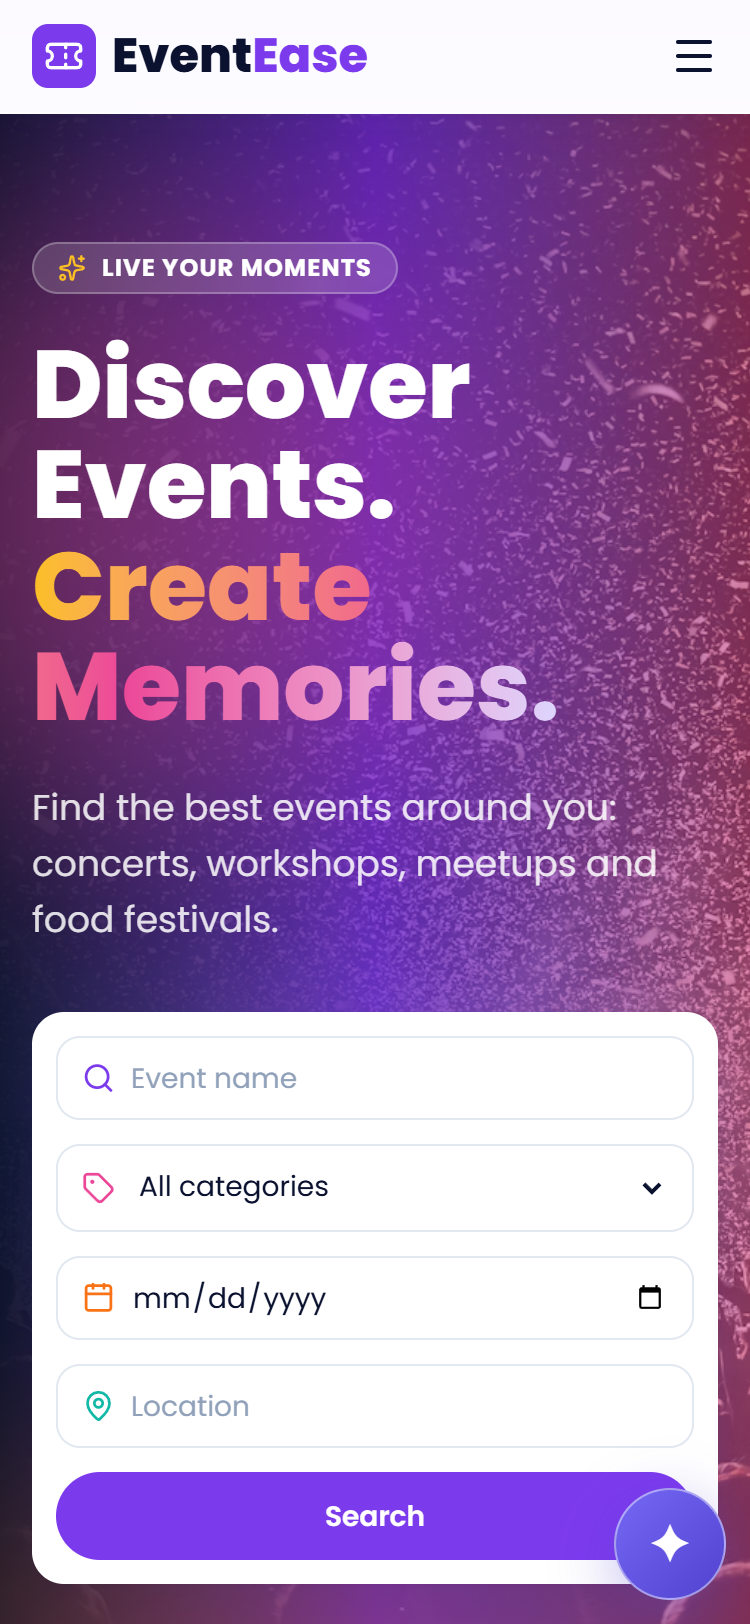 EventEase
LIVE YOUR MOMENTS
Discover
Events.
Create
Memories.
Find the best events around you:
concerts, workshops, meetups and
food festivals.
Event name
All categories
mm/dd/yyyy
Location
Search